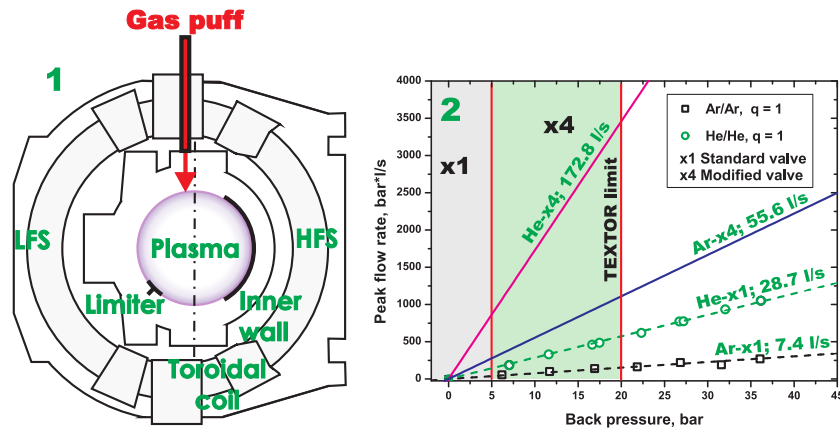 Gas puff
1
LFS
Plasma
HFS
Limiter
Inner
wall
Toroidal
coil
2
x1
x4
TEXTOR limit
He-x4; 172.8 l/s
Ar-x4; 55.6 l/s
He-x1; 28.7 l/s
Ar-x1; 7.4 l/s
Ar/Ar, q = 1
He/He, q = 1
x1 Standard valve
x4 Modified valve
Peak flow rate, bar*l/s
4000
3500
3000
2500
2000
1500
1000
500
0
0 5 10 15 20 25 30 35 40 45
Back pressure, bar